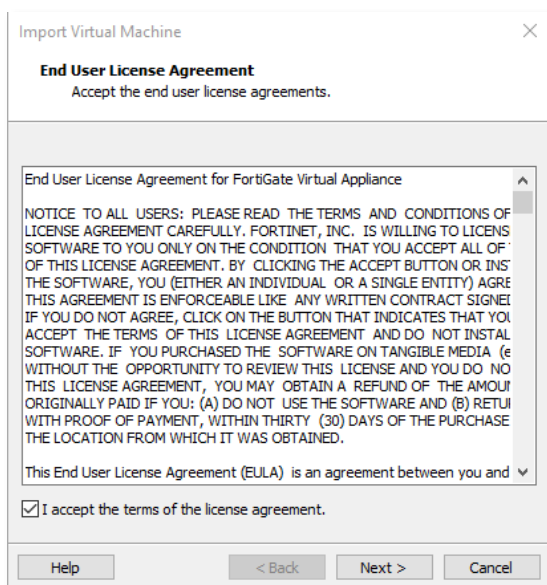 Import Virtual Machine
End User License Agreement
Accept the end user license agreements.
End User License Agreement for FortiGate Virtual Appliance
NOTICE TO ALL USERS: PLEASE READ THE TERMS AND CONDITIONS OF
LICENSE AGREEMENT CAREFULLY. FORTINET, INC. IS WILLING TO LICENS
SOFTWARE TO YOU ONLY ON THE CONDITION THAT YOU ACCEPT ALL OF
OF THIS LICENSE AGREEMENT. BY CLICKING THE ACCEPT BUTTON OR INS
THE SOFTWARE, YOU (EITHER AN INDIVIDUAL OR A SINGLE ENTITY) AGRE
THIS AGREEMENT IS ENFORCEABLE LIKE ANY WRITTEN CONTRACT SIGNE
IF YOU DO NOT AGREE, CLICK ON THE BUTTON THAT INDICATES THAT YOU
ACCEPT THE TERMS OF THIS LICENSE AGREEMENT AND DO NOT INSTAL
SOFTWARE. IF YOU PURCHASED THE SOFTWARE ON TANGIBLE MEDIA (e
WITHOUT THE OPPORTUNITY TO REVIEW THIS LICENSE AND YOU DO NO
THIS LICENSE AGREEMENT, YOU MAY OBTAIN A REFUND OF THE AMOUN
ORIGINALLY PAID IF YOU: (A) DO NOT USE THE SOFTWARE AND (B) RETU
WITH PROOF OF PAYMENT, WITHIN THIRTY (30) DAYS OF THE PURCHASE
THE LOCATION FROM WHICH IT WAS OBTAINED.
This End User License Agreement (EULA) is an agreement between you and
I accept the terms of the license agreement.
Help < Back Next > Cancel